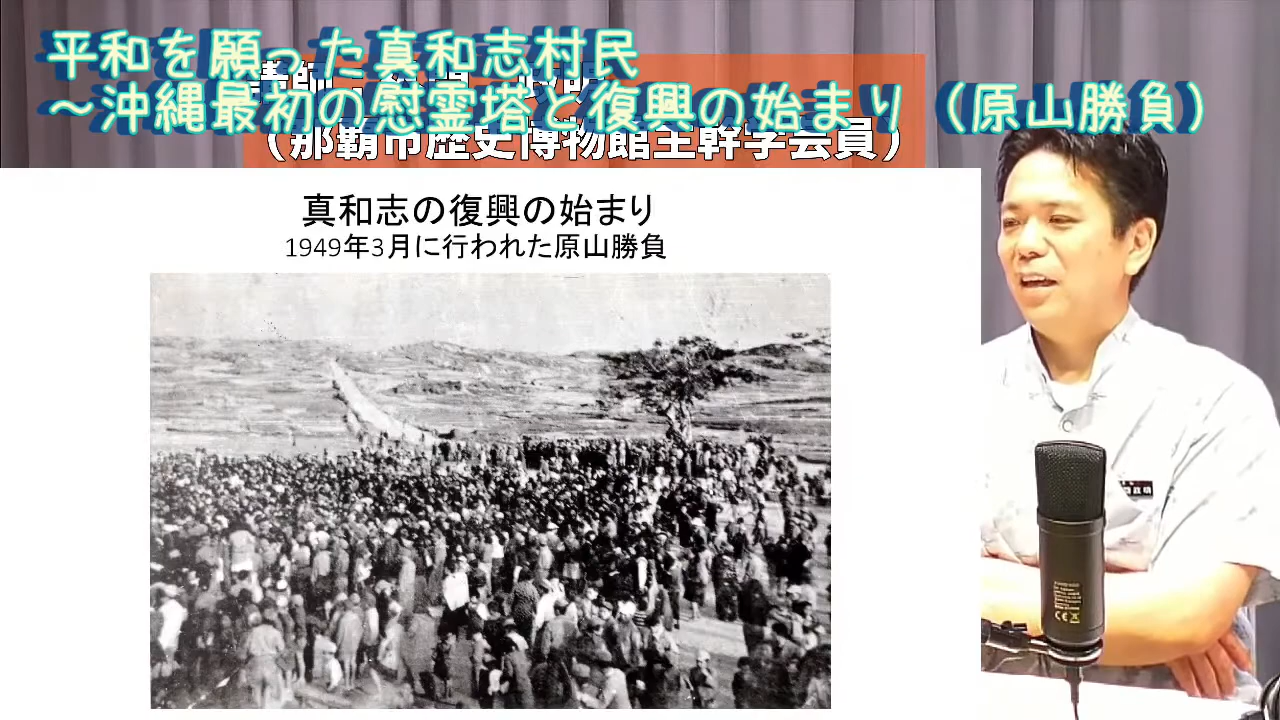 平和を願った真和志村民
～沖縄最初の慰霊塔と復興の始まり（原山勝負）
（那覇市歴史博物館主幹学芸員）
真和志の復興の始まり
1949年3月に行われた原山勝負